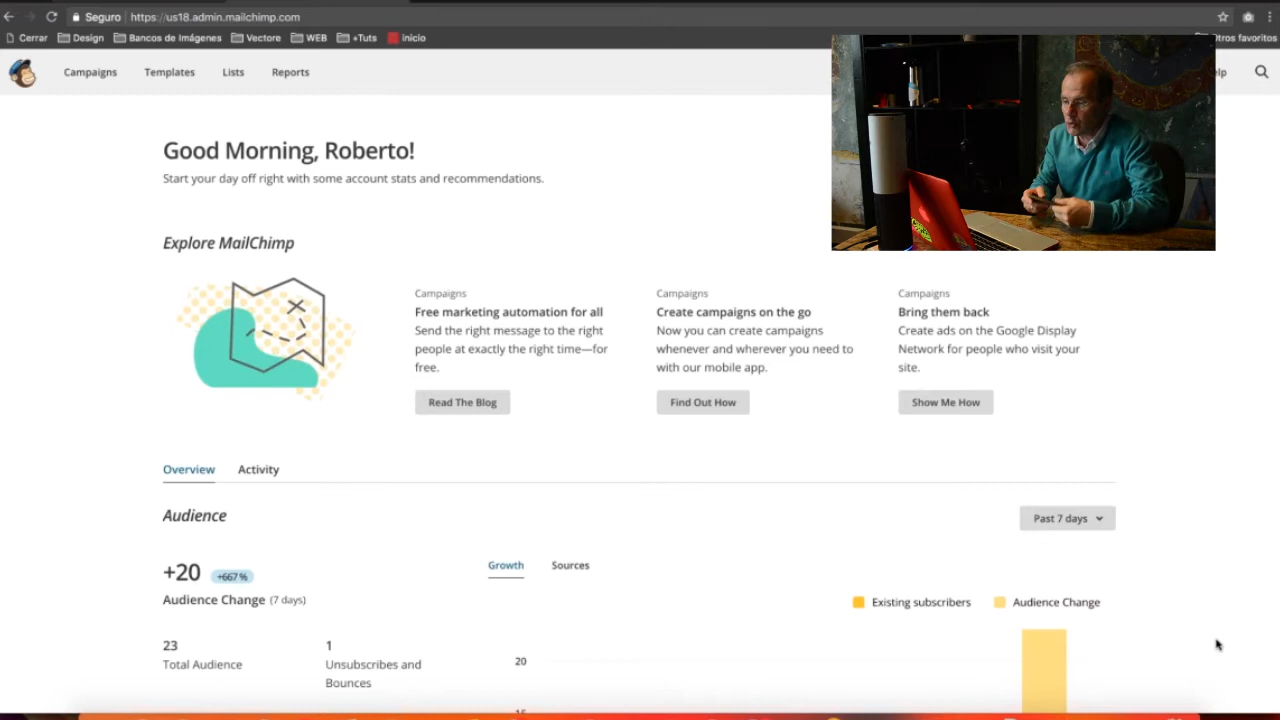 Seguro https://us18.admin.mailchimp.com
Cerrar Design Bancos de Imágenes Vectore WEB +Tuts inicio tros favoritos
Campaigns Templates Lists Reports
Good Morning, Roberto!
Start your day off right with some account stats and recommendations.
Explore MailChimp
Campaigns
Free marketing automation for all
Send the right message to the right
people at exactly the right time—for
free.
Read The Blog
Campaigns
Create campaigns on the go
Now you can create campaigns
whenever and wherever you need to
with our mobile app.
Find Out How
Campaigns
Bring them back
Create ads on the Google Display
Network for people who visit your
site.
Show Me How
Overview Activity
Audience
Past 7 days
+20 +667%
Audience Change (7 days)
23
Total Audience
1
Unsubscribes and
Bounces
Growth Sources
Existing subscribers Audience Change
20